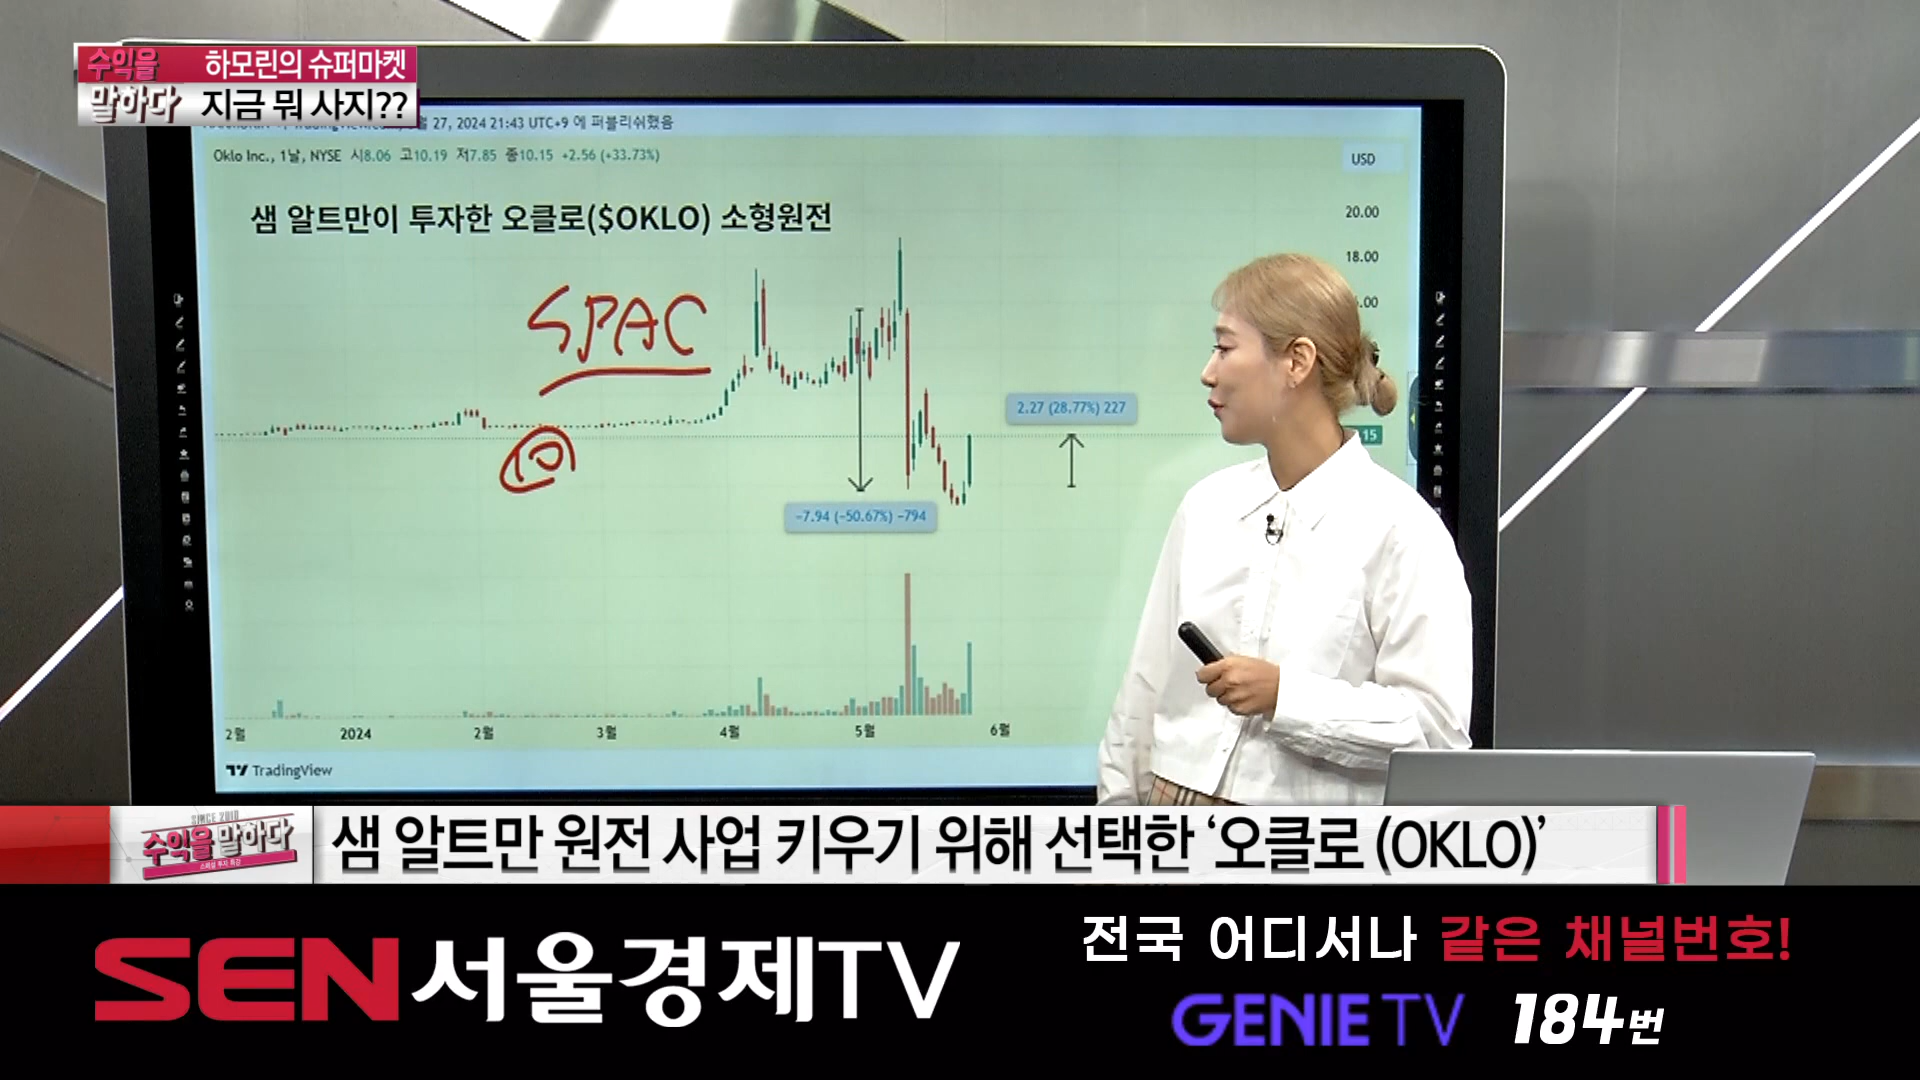 수익을 말하다
하모린의 슈퍼마켓
지금 뭐 사지??
27, 2024 21:43 UTC+9 에 퍼블리쉬했음
Oklo Inc., 1날, NYSE 시8.06 고10.19 저7.85 종10.15 +2.56 (+33.73%)
USD
샘 알트만이 투자한 오클로($OKLO) 소형원전
20.00
18.00
.00
SPAC
10
2.27 (28.77%) 227
15
-7.94 (-50.67%) -794
2월 2024 2월 3월 4월 5월 6월
TradingView
SINCE 2010
수익을 말하다
샘 알트만 원전 사업 키우기 위해 선택한 ‘오클로 (OKLO)’
SEN 서울경제TV
전국 어디서나 같은 채널번호!
GENIE TV 184번